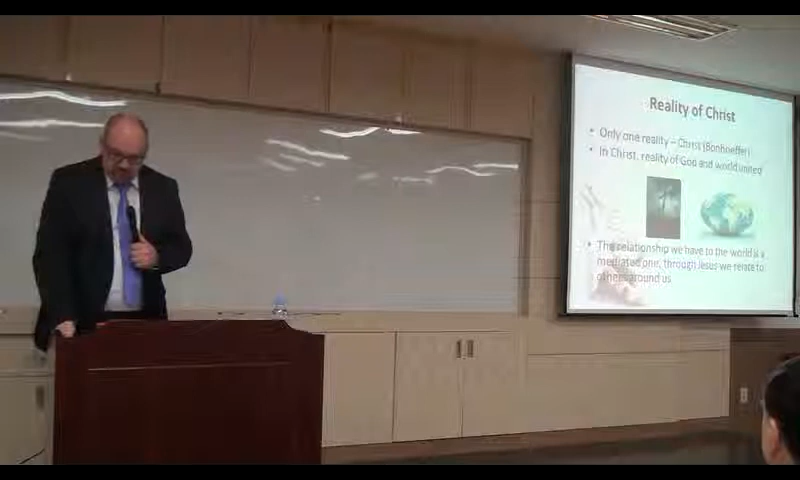 Reality of Christ
• Only one reality – Christ (Bonhoeffer)
• In Christ, reality of God and world united
• The relationship we have to the world is a
mediated one, through Jesus we relate to
others around us